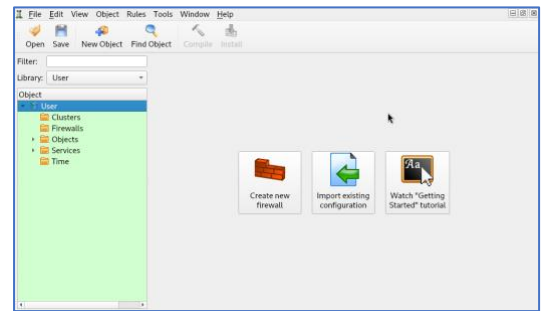 File Edit View Object Rules Tools Window Help
Open Save New Object Find Object Compile Install
Filter:
Library: User
Object
User
Clusters
Firewalls
Objects
Services
Time
Create new firewall
Import existing configuration
Aa
Watch "Getting Started" tutorial